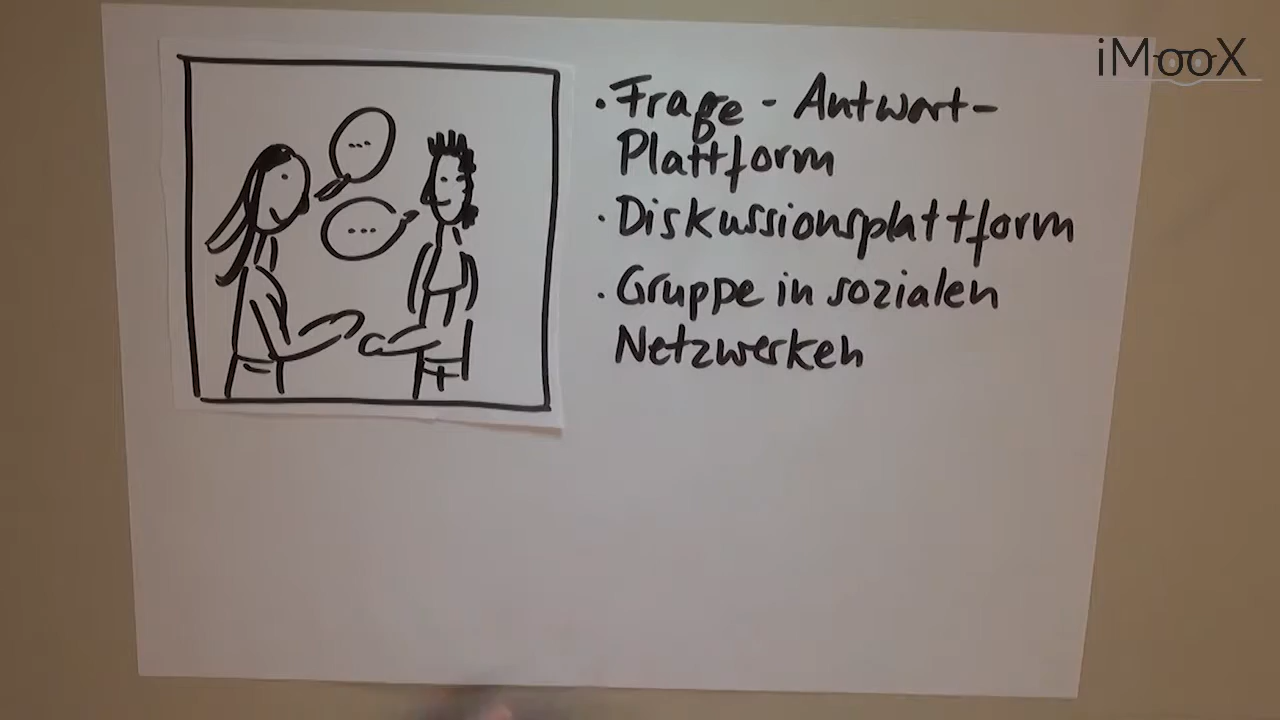 iMooX
• Frage - Antwort-
Plattform
• Diskussionsplattform
• Gruppe in sozialen
Netzwerken
...
...